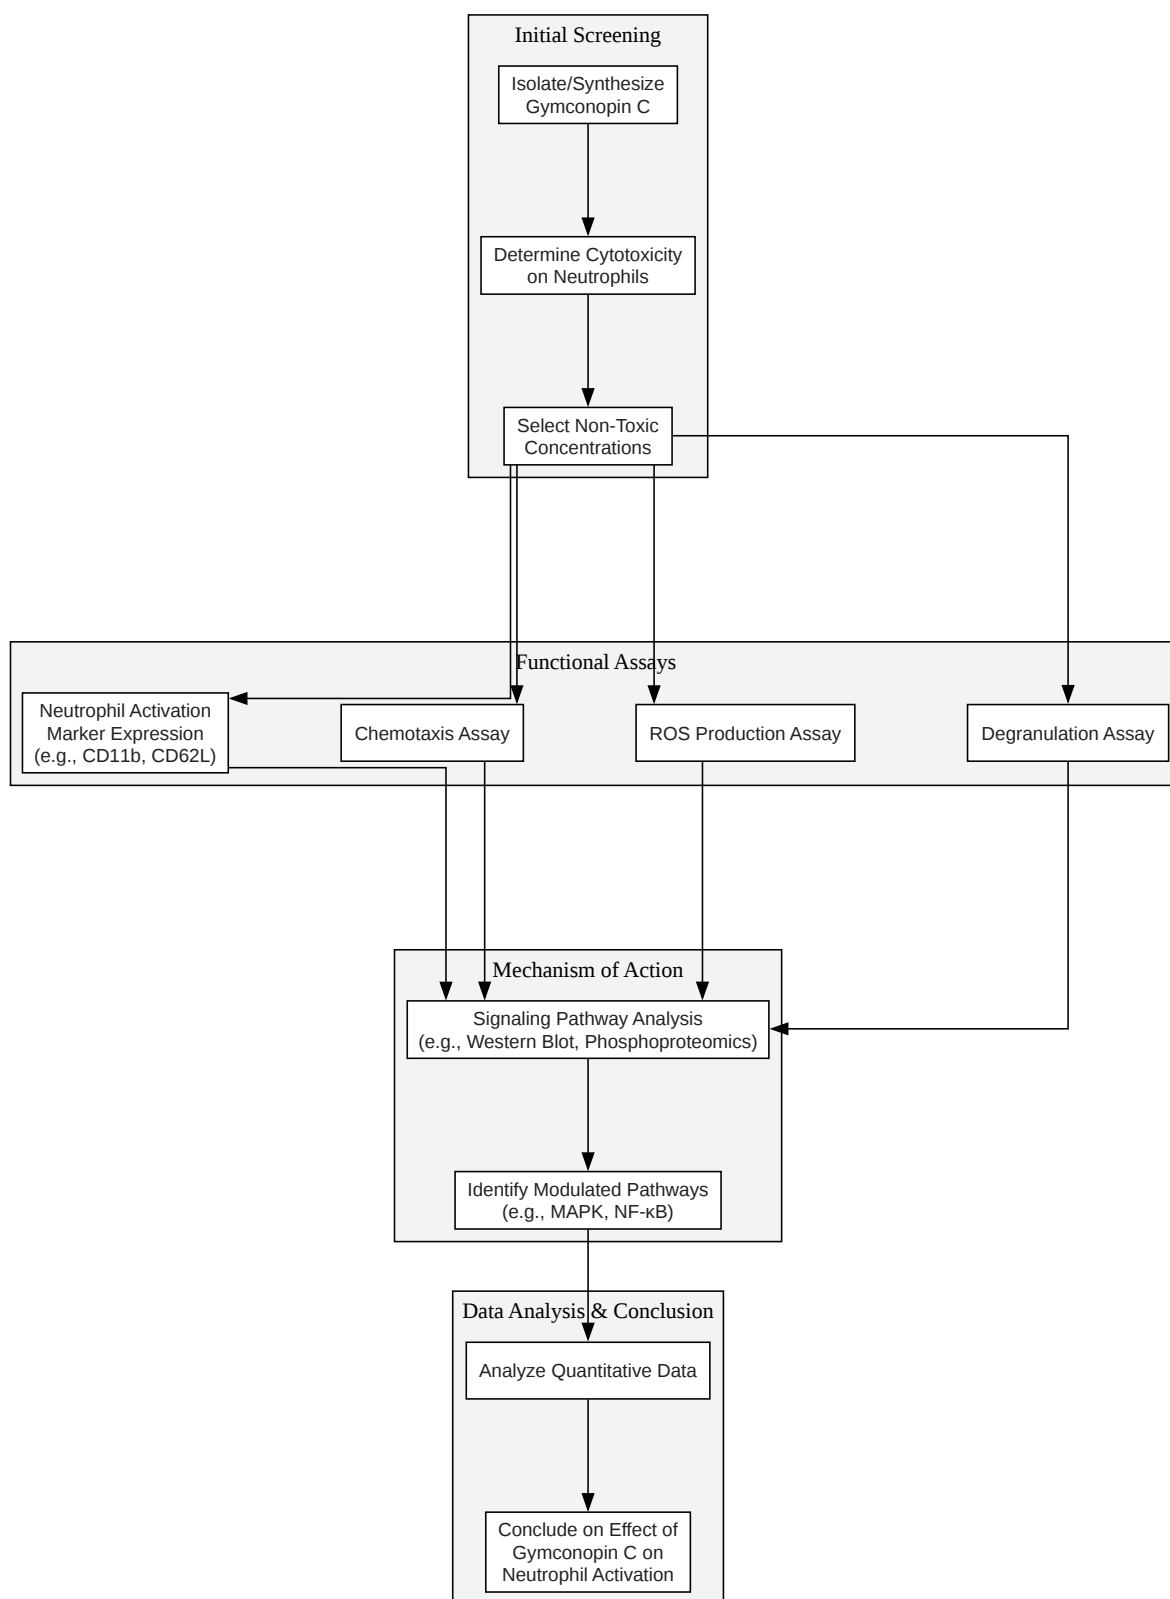 Initial Screening
Isolate/Synthesize
Gymconopin C
Determine Cytotoxicity
on Neutrophils
Select Non-Toxic
Concentrations
Functional Assays
Neutrophil Activation
Marker Expression
(e.g., CD11b, CD62L)
Chemotaxis Assay
ROS Production Assay
Degranulation Assay
Mechanism of Action
Signaling Pathway Analysis
(e.g., Western Blot, Phosphoproteomics)
Identify Modulated Pathways
(e.g., MAPK, NF-κB)
Data Analysis & Conclusion
Analyze Quantitative Data
Conclude on Effect of
Gymconopin C on
Neutrophil Activation